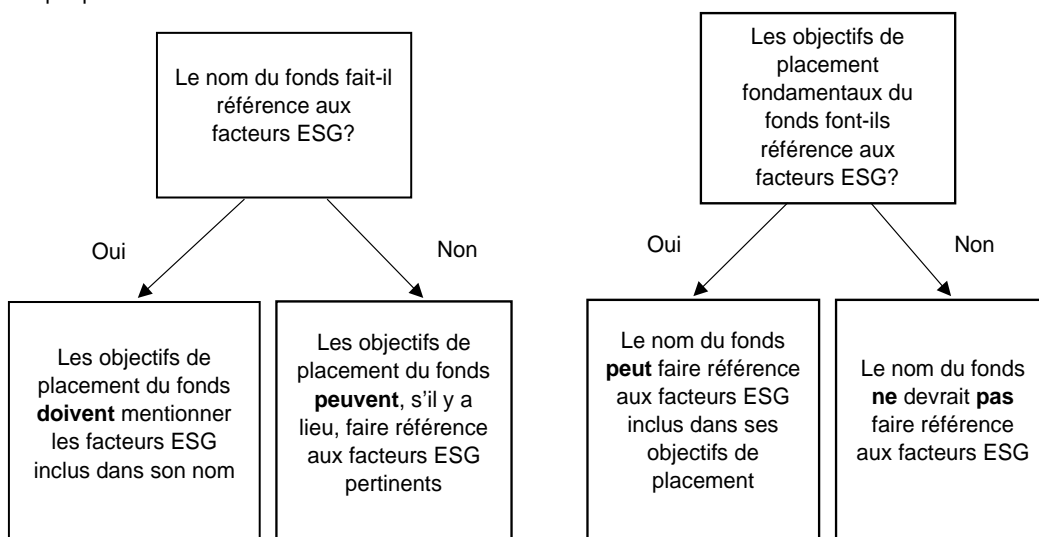 Le nom du fonds fait-il
référence aux
facteurs ESG?
Oui
Non
Les objectifs de
placement du fonds
doivent mentionner
les facteurs ESG
inclus dans son nom
Les objectifs de
placement du fonds
peuvent, s’il y a
lieu, faire référence
aux facteurs ESG
pertinents
Les objectifs de
placement
fondamentaux du
fonds font-ils
référence aux
facteurs ESG?
Oui
Non
Le nom du fonds
peut faire référence
aux facteurs ESG
inclus dans ses
objectifs de
placement
Le nom du fonds
ne devrait pas
faire référence
aux facteurs ESG